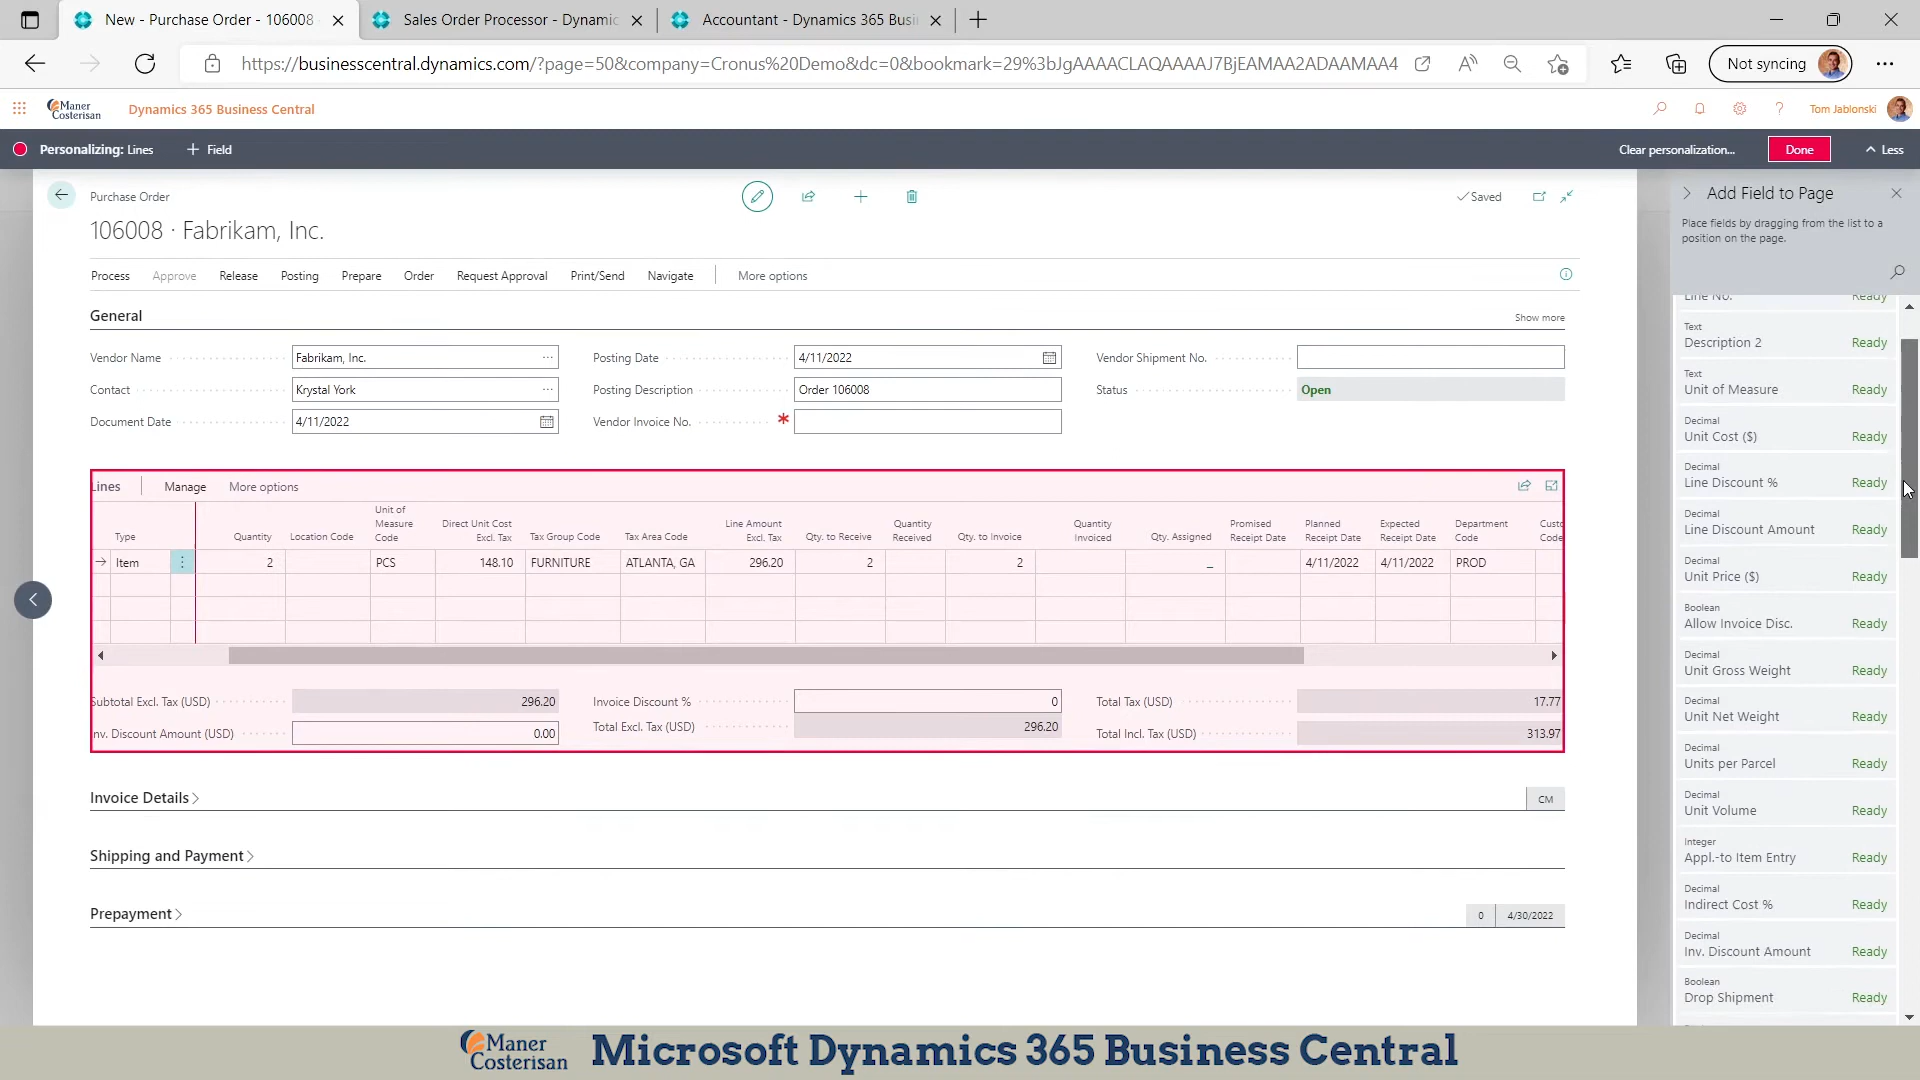 New - Purchase Order - 106008
Sales Order Processor - Dynamic
Accountant - Dynamics 365 Busi
https://businesscentral.dynamics.com/?page=50&company=Cronus%20Demo&dc=0&bookmark=29%3bJgAAAACLAQAAAAJ7BjEAMAA2ADAAMAA4
Not syncing
Maner Costerisan
Dynamics 365 Business Central
Tom Jablonski
Personalizing: Lines
+ Field
Clear personalization...
Done
Less
Purchase Order
Saved
106008 · Fabrikam, Inc.
Process Approve Release Posting Prepare Order Request Approval Print/Send Navigate More options
General
Show more
Vendor Name Fabrikam, Inc.
Posting Date 4/11/2022
Vendor Shipment No.
Contact Krystal York
Posting Description Order 106008
Status Open
Document Date 4/11/2022
Vendor Invoice No. *
Lines Manage More options
Type
Quantity
Location Code
Unit of Measure Code
Direct Unit Cost Excl. Tax
Tax Group Code
Tax Area Code
Line Amount Excl. Tax
Qty. to Receive
Quantity Received
Qty. to Invoice
Quantity Invoiced
Qty. Assigned
Promised Receipt Date
Planned Receipt Date
Expected Receipt Date
Department Code
Custo Code
Item 2 PCS 148.10 FURNITURE ATLANTA, GA 296.20 2 2 _ 4/11/2022 4/11/2022 PROD
Subtotal Excl. Tax (USD) 296.20
Invoice Discount % 0
Total Tax (USD) 17.77
nv. Discount Amount (USD) 0.00
Total Excl. Tax (USD) 296.20
Total Incl. Tax (USD) 313.97
Invoice Details
CM
Shipping and Payment
Prepayment
0 4/30/2022
Add Field to Page
Place fields by dragging from the list to a
position on the page.
Line No. Ready
Text
Description 2 Ready
Text
Unit of Measure Ready
Decimal
Unit Cost ($) Ready
Decimal
Line Discount % Ready
Decimal
Line Discount Amount Ready
Decimal
Unit Price ($) Ready
Boolean
Allow Invoice Disc. Ready
Decimal
Unit Gross Weight Ready
Decimal
Unit Net Weight Ready
Decimal
Units per Parcel Ready
Decimal
Unit Volume Ready
Integer
Appl.-to Item Entry Ready
Decimal
Indirect Cost % Ready
Decimal
Inv. Discount Amount Ready
Boolean
Drop Shipment Ready
Maner Costerisan
Microsoft Dynamics 365 Business Central